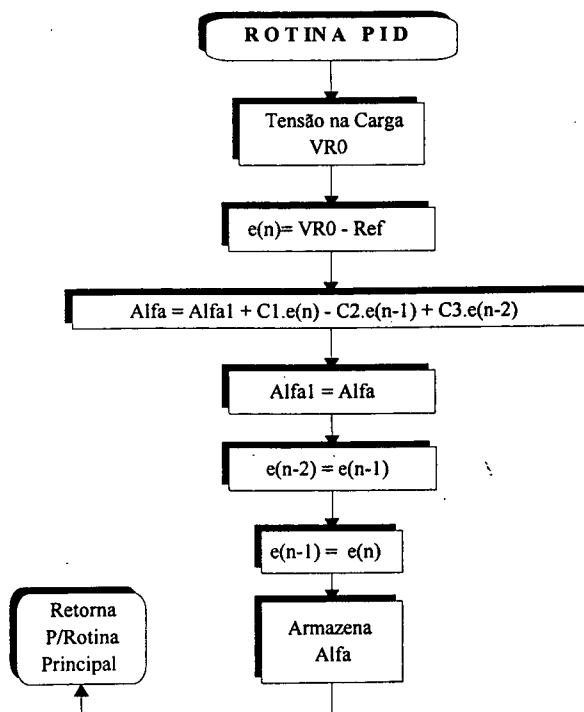 ROTINA PID
Tensão na Carga
VR0
e(n)= VR0 - Ref
Alfa = Alfa1 + C1.e(n) - C2.e(n-1) + C3.e(n-2)
Alfa1 = Alfa
e(n-2) = e(n-1)
e(n-1) = e(n)
Armazena
Alfa
Retorna
P/Rotina
Principal